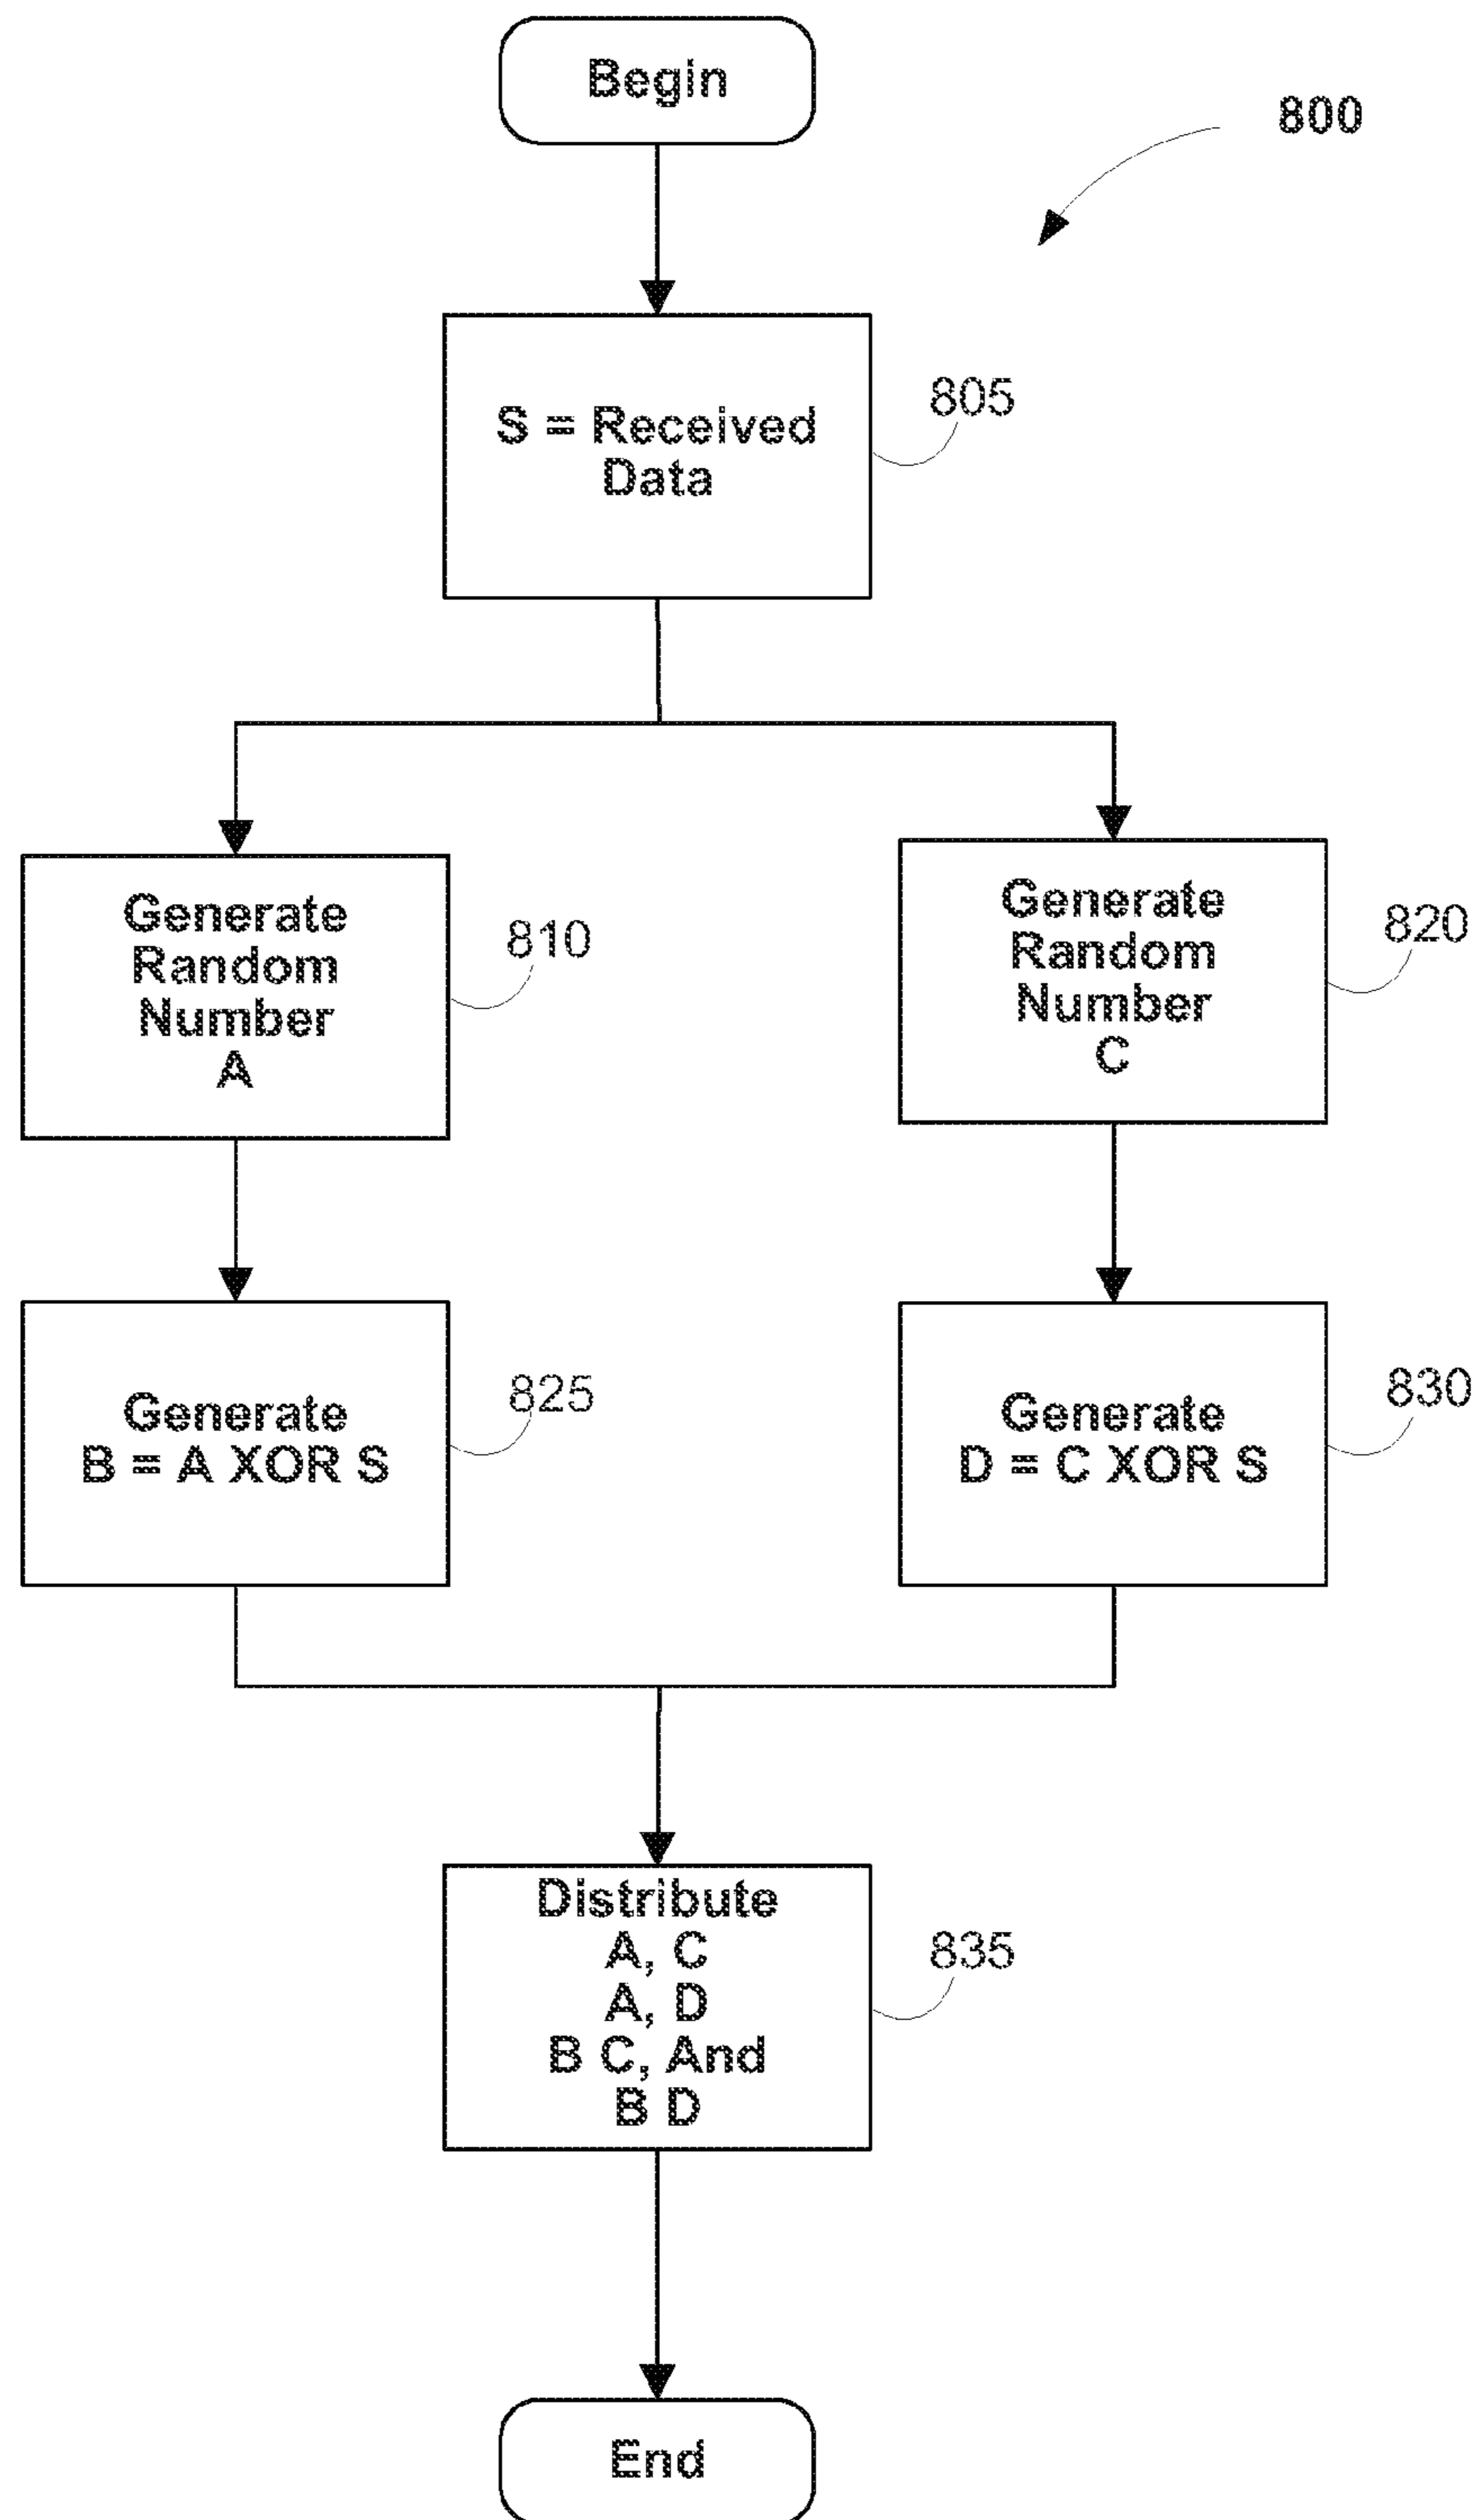 Begin
800
S = Received
Data
805
Generate
Random
Number
A
810
Generate
Random
Number
C
820
Generate
B = A XOR S
825
Generate
D = C XOR S
830
Distribute
A, C
A, D
B C, And
B D
835
End